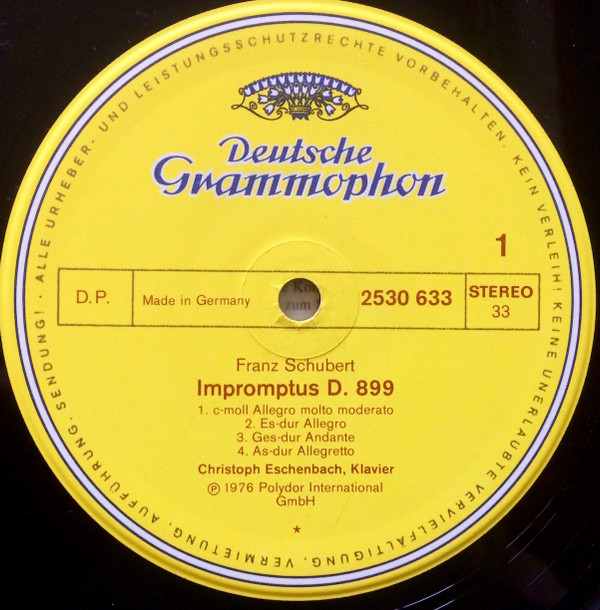 ALLE URHEBER- UND LEISTUNGSSCHUTZRECHTE VORBEHALTEN. KEIN VERLEIH! KEINE UNERLAUBTE VERVIELFÄLTIGUNG, VERMIETUNG, AUFFÜHRUNG, SENDUNG! ·
Deutsche
Grammophon
1
D.P. Made in Germany 2530 633 STEREO
33
zum
Franz Schubert
Impromptus D. 899
1. c-moll Allegro molto moderato
2. Es-dur Allegro
3. Ges-dur Andante
4. As-dur Allegretto
Christoph Eschenbach, Klavier
℗ 1976 Polydor International
GmbH
*